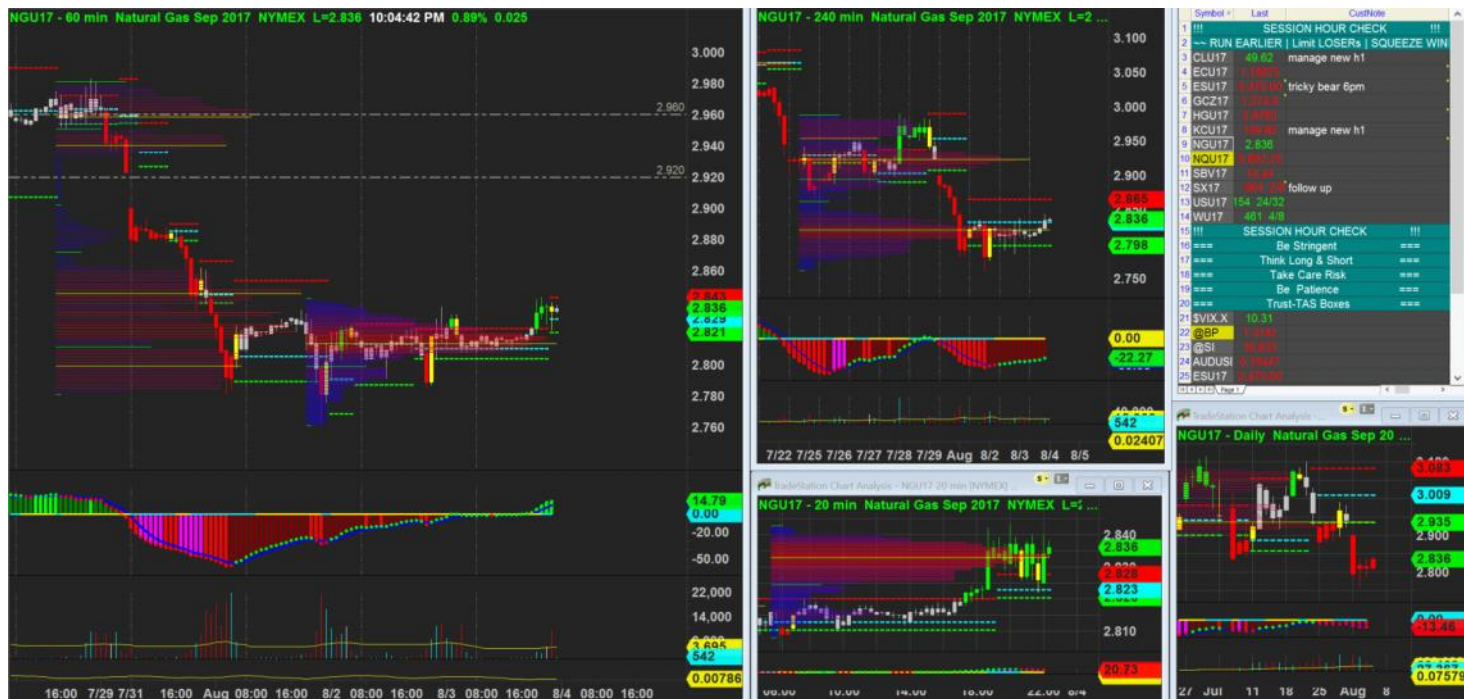 NGU17 - 60 min Natural Gas Sep 2017 NYMEX L=2.836 10:04:42 PM 0.89% 0.025
3.000
2.980
2.960
2.960
2.940
2.920
2.920
2.900
2.880
2.860
2.843
2.836
2.829
2.821
2.800
2.780
2.760
14.79
0.00
-20.00
-50.00
22,000
14,000
3,695
542
0.00786
16:00 7/29 7/31 16:00 Aug 08:00 16:00 8/2 08:00 16:00 8/3 08:00 16:00 8/4 08:00 16:00
NGU17 - 240 min Natural Gas Sep 2017 NYMEX L=2 ...
3.100
3.050
3.000
2.950
2.900
2.865
2.836
2.798
2.750
0.00
-22.27
542
0.02407
7/22 7/25 7/26 7/27 7/28 7/29 Aug 8/2 8/3 8/4 8/5
TradeStation Chart Analysis - NGU17 20 min [NYMEX] ...
NGU17 - 20 min Natural Gas Sep 2017 NYMEX L=2 ...
2.840
2.836
2.828
2.823
2.810
20.73
10:00 14:00 18:00 22:00 8/4
Symbol Last CustNote
1 !!! SESSION HOUR CHECK !!!
2 ~~ RUN EARLIER | Limit LOSERs | SQUEEZE WIN
3 CLU17 49.62 manage new h1
4 ECU17
5 ESU17 tricky bear 6pm
6 GCZ17
7 HGU17
8 KCU17 manage new h1
9 NGU17 2.836
10 NQU17
11 SBV17
12 SX17 follow up
13 USU17 154 24/32
14 WU17 461 4/8
15 !!! SESSION HOUR CHECK !!!
16 === Be Stringent ===
17 === Think Long & Short ===
18 === Take Care Risk ===
19 === Be Patience ===
20 === Trust-TAS Boxes ===
21 $VIX.X 10.31
22 @BP
23 @SI
24 AUDUSI
25 ESU17
Page 1
TradeStation Chart Analysis - ...
NGU17 - Daily Natural Gas Sep 20 ...
3.083
3.009
2.935
2.900
2.836
2.800
-13.46
0.07579
27 Jul 11 18 25 Aug 8